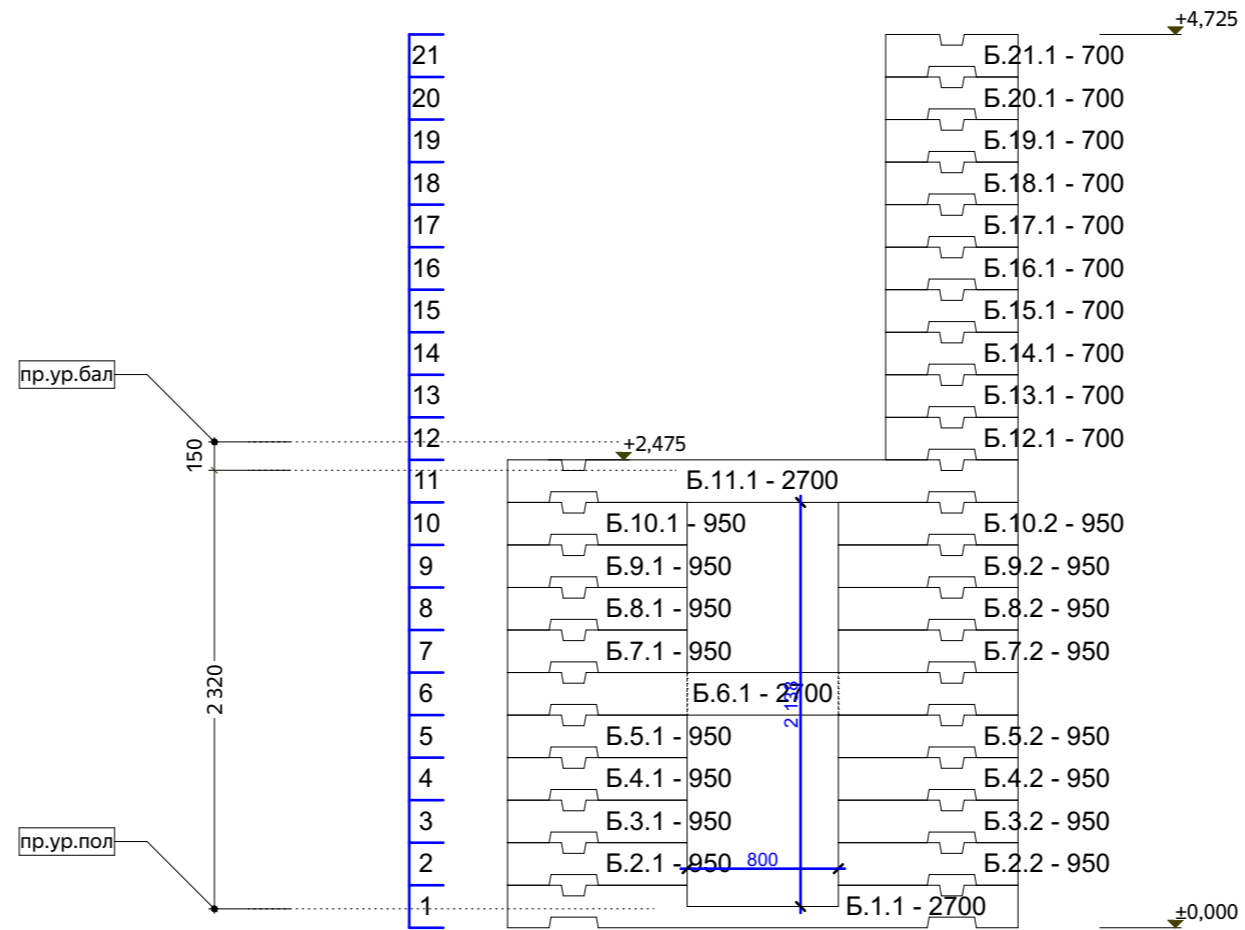 +4,725
21
Б.21.1 - 700
20
Б.20.1 - 700
19
Б.19.1 - 700
18
Б.18.1 - 700
17
Б.17.1 - 700
16
Б.16.1 - 700
15
Б.15.1 - 700
14
Б.14.1 - 700
пр.ур.бал
13
Б.13.1 - 700
12
Б.12.1 - 700
+2,475
150
11
Б.11.1 - 2700
10
Б.10.1 - 950
Б.10.2 - 950
9
Б.9.1 - 950
Б.9.2 - 950
8
Б.8.1 - 950
Б.8.2 - 950
7
Б.7.1 - 950
Б.7.2 - 950
2 320
6
Б.6.1 - 2700
2 138
5
Б.5.1 - 950
Б.5.2 - 950
4
Б.4.1 - 950
Б.4.2 - 950
3
Б.3.1 - 950
Б.3.2 - 950
пр.ур.пол
2
Б.2.1 - 950
800
Б.2.2 - 950
1
Б.1.1 - 2700
±0,000